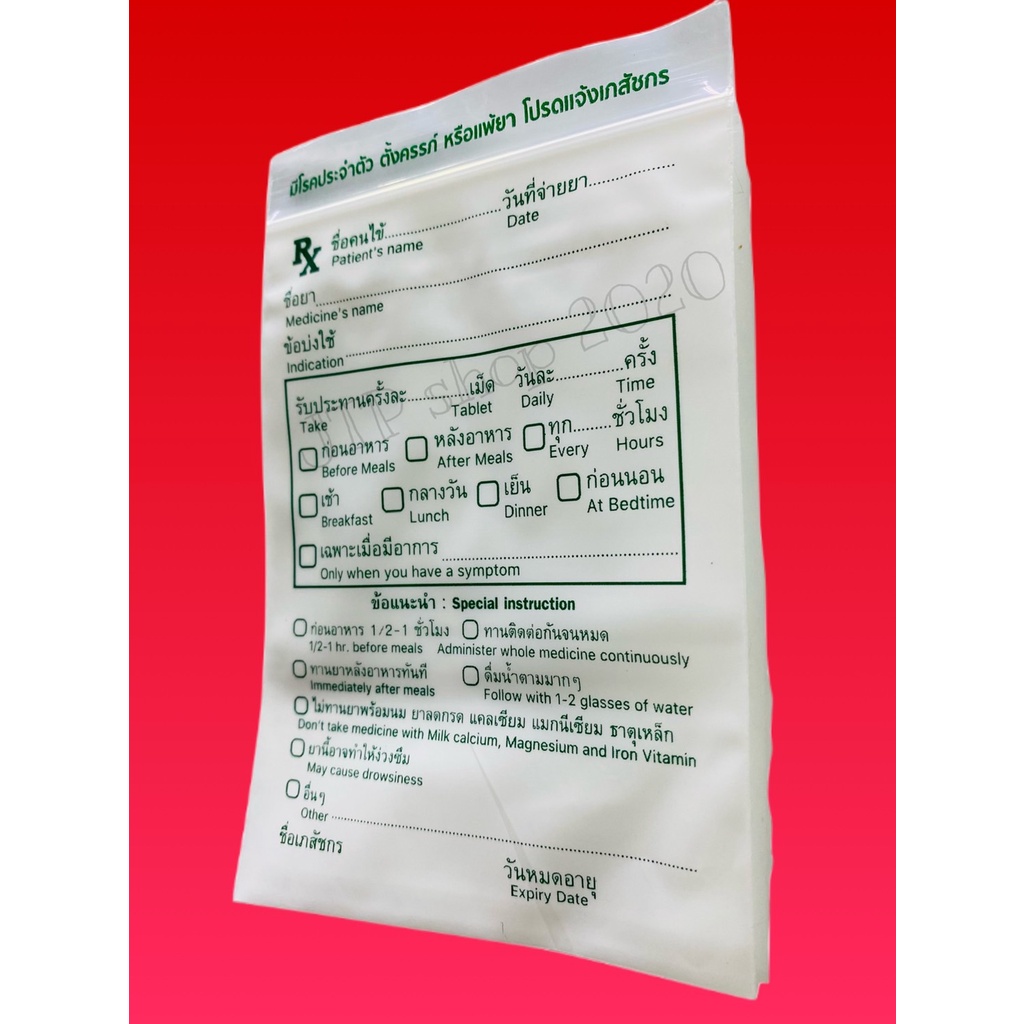 มีโรคประจำตัว ตั้งครรภ์ หรือแพ้ยา โปรดแจ้งเภสัชกร
Rx ชื่อคนไข้..............................วันที่จ่ายยา......................
Patient's name Date
ชื่อยา......................................................................
Medicine's name
ข้อบ่งใช้......................................................................
Indication
รับประทานครั้งละ................เม็ด วันละ................ครั้ง
Take Tablet Daily Time
ก่อนอาหาร หลังอาหาร ทุก.........ชั่วโมง
Before Meals After Meals Every Hours
เช้า กลางวัน เย็น ก่อนนอน
Breakfast Lunch Dinner At Bedtime
เฉพาะเมื่อมีอาการ..................................................
Only when you have a symptom
ข้อแนะนำ : Special instruction
ก่อนอาหาร 1/2-1 ชั่วโมง ทานติดต่อกันจนหมด
1/2-1 hr. before meals Administer whole medicine continuously
ทานยาหลังอาหารทันที ดื่มน้ำตามมากๆ
Immediately after meals Follow with 1-2 glasses of water
ไม่ทานยาพร้อมนม ยาลดกรด แคลเซียม แมกนีเซียม ธาตุเหล็ก
Don't take medicine with Milk calcium, Magnesium and Iron Vitamin
ยานี้อาจทำให้ง่วงซึม
May cause drowsiness
อื่นๆ
Other......................................................................
ชื่อเภสัชกร
วันหมดอายุ
Expiry Date
JTP shop 2020